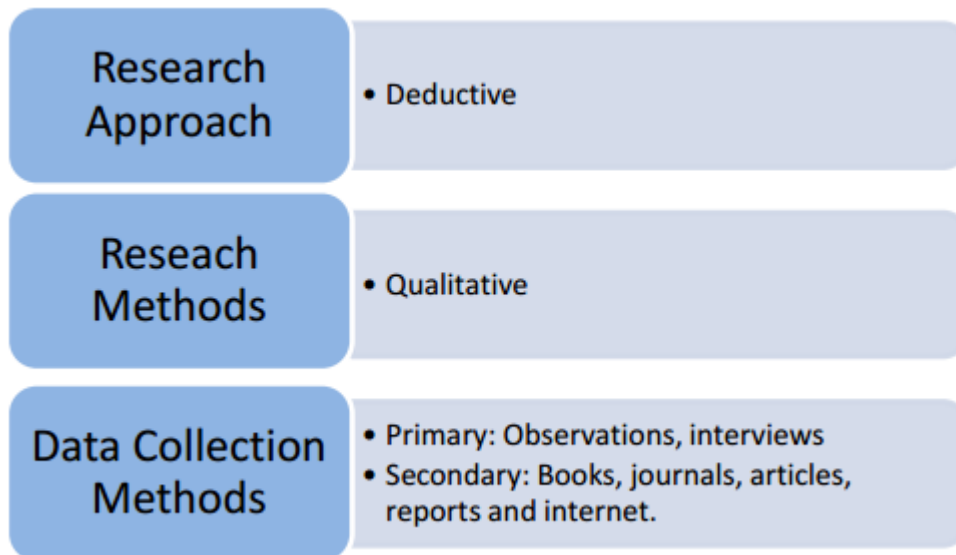 Research
Approach
• Deductive
Reseach
Methods
• Qualitative
Data Collection
Methods
• Primary: Observations, interviews
• Secondary: Books, journals, articles,
reports and internet.